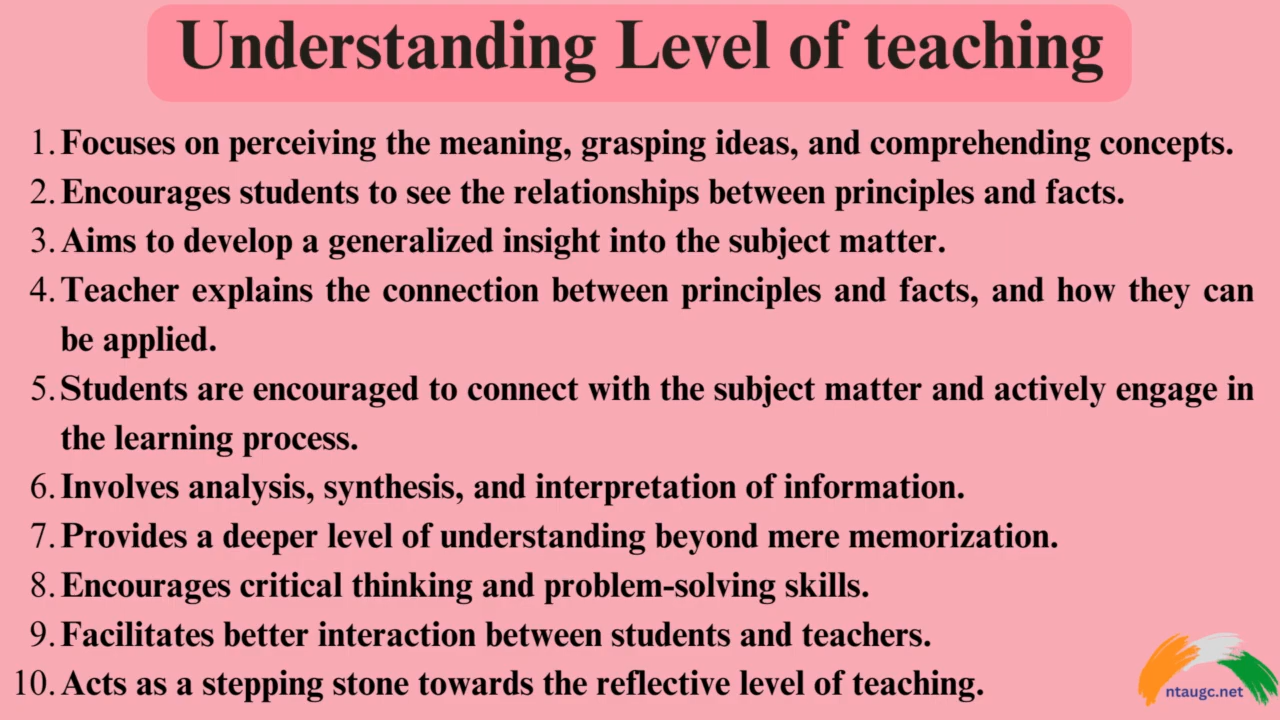 Understanding Level of teaching
1. Focuses on perceiving the meaning, grasping ideas, and comprehending concepts.
2. Encourages students to see the relationships between principles and facts.
3. Aims to develop a generalized insight into the subject matter.
4. Teacher explains the connection between principles and facts, and how they can
be applied.
5. Students are encouraged to connect with the subject matter and actively engage in
the learning process.
6. Involves analysis, synthesis, and interpretation of information.
7. Provides a deeper level of understanding beyond mere memorization.
8. Encourages critical thinking and problem-solving skills.
9. Facilitates better interaction between students and teachers.
10. Acts as a stepping stone towards the reflective level of teaching.
ntaugc.net